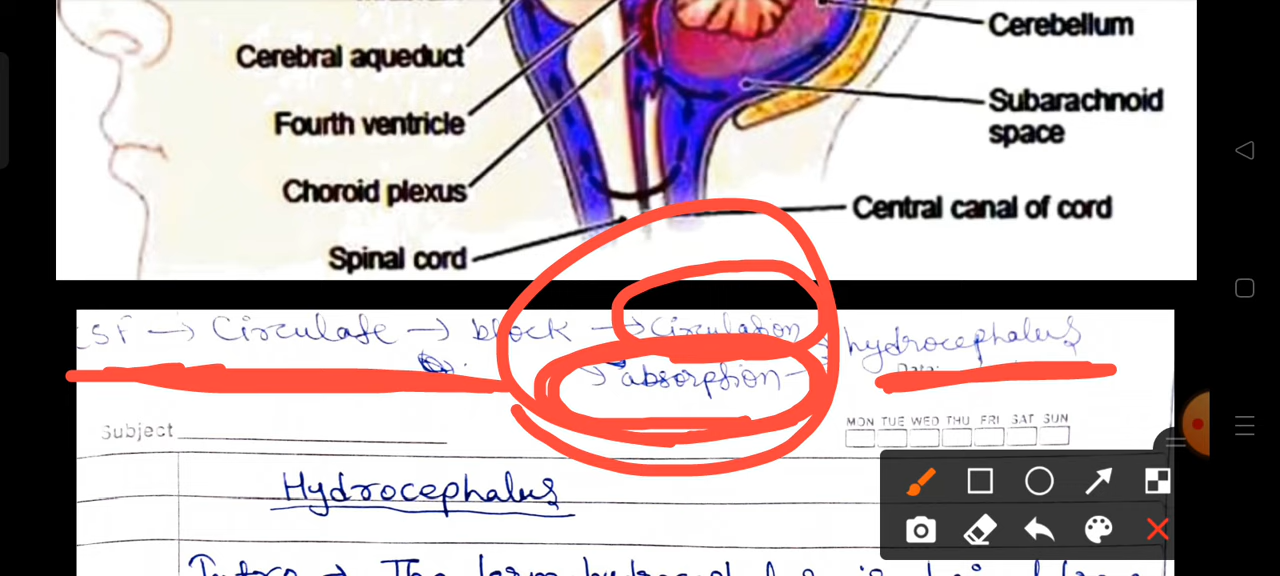 Cerebral aqueduct
Fourth ventricle
Choroid plexus
Spinal cord
Cerebellum
Subarachnoid
space
Central canal of cord
CSF → Circulate → block → Circulation hydrocephalus
→ absorption
Subject
MON TUE WED THU FRI SAT SUN
Hydrocephalus